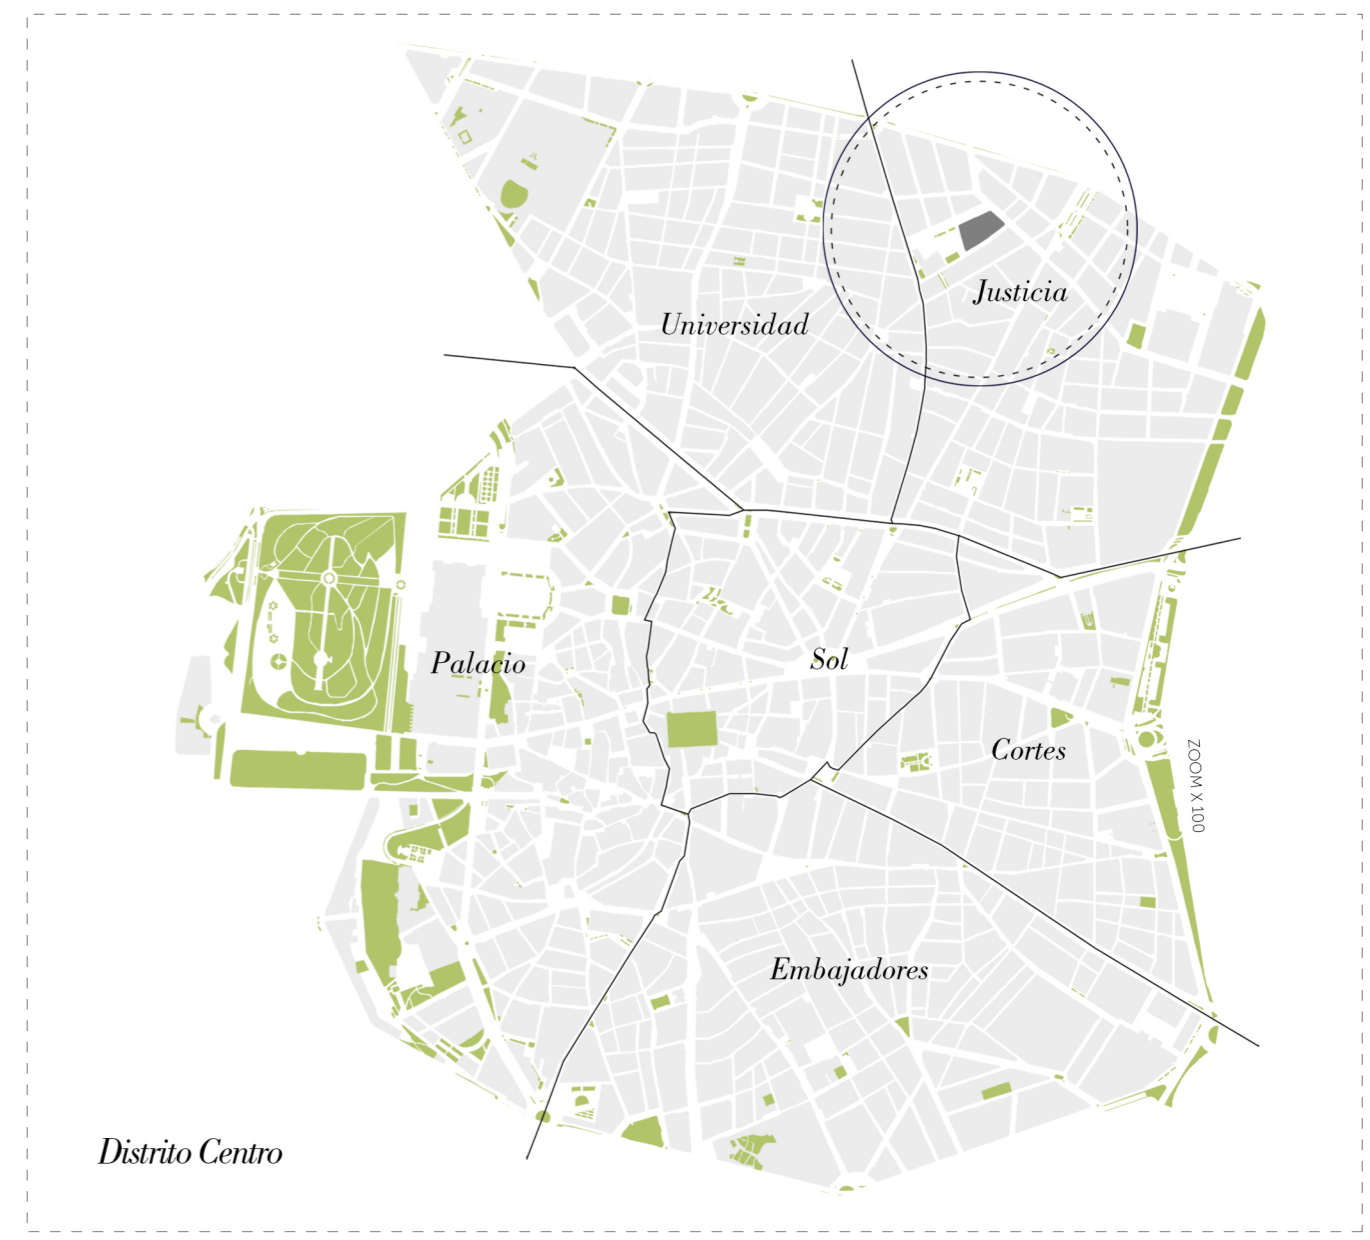 Justicia
Universidad
Palacio
Sol
Cortes
ZOOM X 100
Embajadores
Distrito Centro